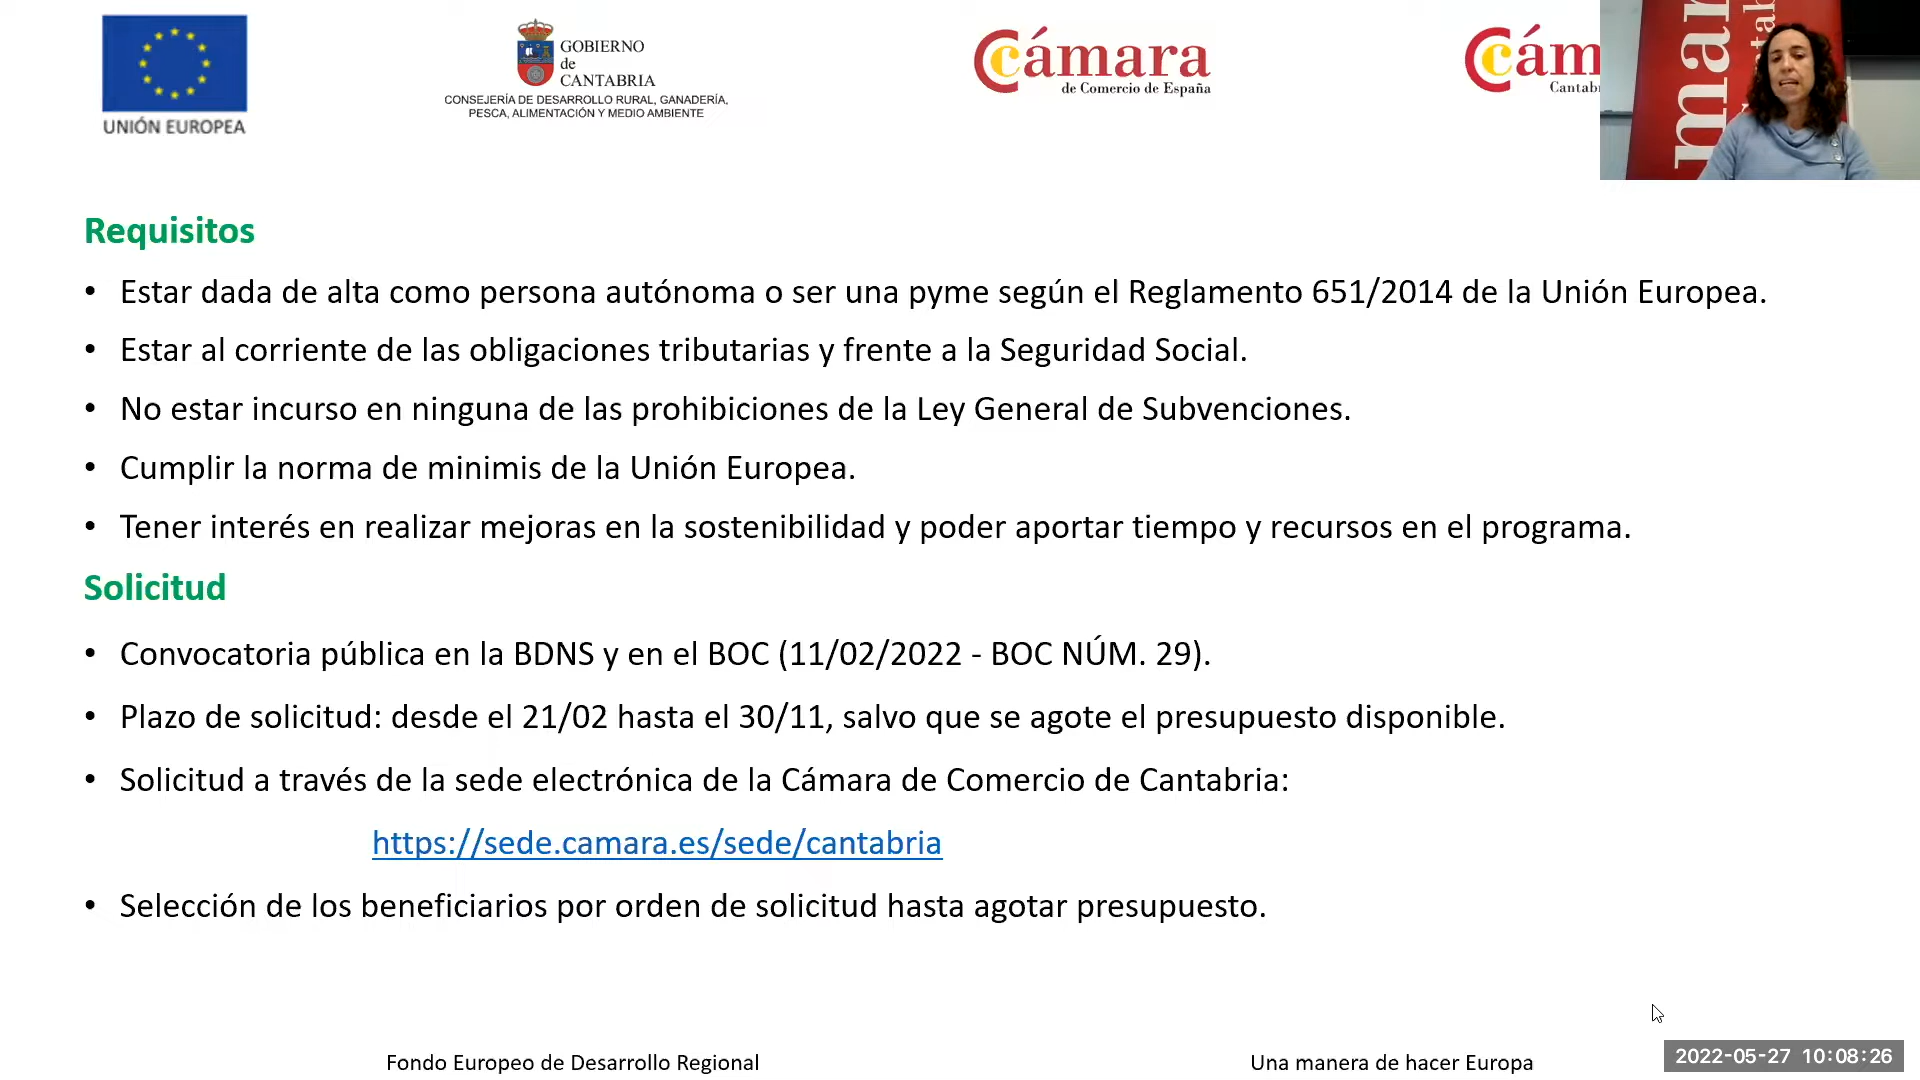 UNIÓN EUROPEA
GOBIERNO
de
CANTABRIA
CONSEJERÍA DE DESARROLLO RURAL, GANADERÍA,
PESCA, ALIMENTACIÓN Y MEDIO AMBIENTE
Cámara
de Comercio de España
Cám
Cantab
mar
tab
Requisitos
• Estar dada de alta como persona autónoma o ser una pyme según el Reglamento 651/2014 de la Unión Europea.
• Estar al corriente de las obligaciones tributarias y frente a la Seguridad Social.
• No estar incurso en ninguna de las prohibiciones de la Ley General de Subvenciones.
• Cumplir la norma de minimis de la Unión Europea.
• Tener interés en realizar mejoras en la sostenibilidad y poder aportar tiempo y recursos en el programa.
Solicitud
• Convocatoria pública en la BDNS y en el BOC (11/02/2022 - BOC NÚM. 29).
• Plazo de solicitud: desde el 21/02 hasta el 30/11, salvo que se agote el presupuesto disponible.
• Solicitud a través de la sede electrónica de la Cámara de Comercio de Cantabria:
https://sede.camara.es/sede/cantabria
• Selección de los beneficiarios por orden de solicitud hasta agotar presupuesto.
Fondo Europeo de Desarrollo Regional
Una manera de hacer Europa
2022-05-27 10:08:26